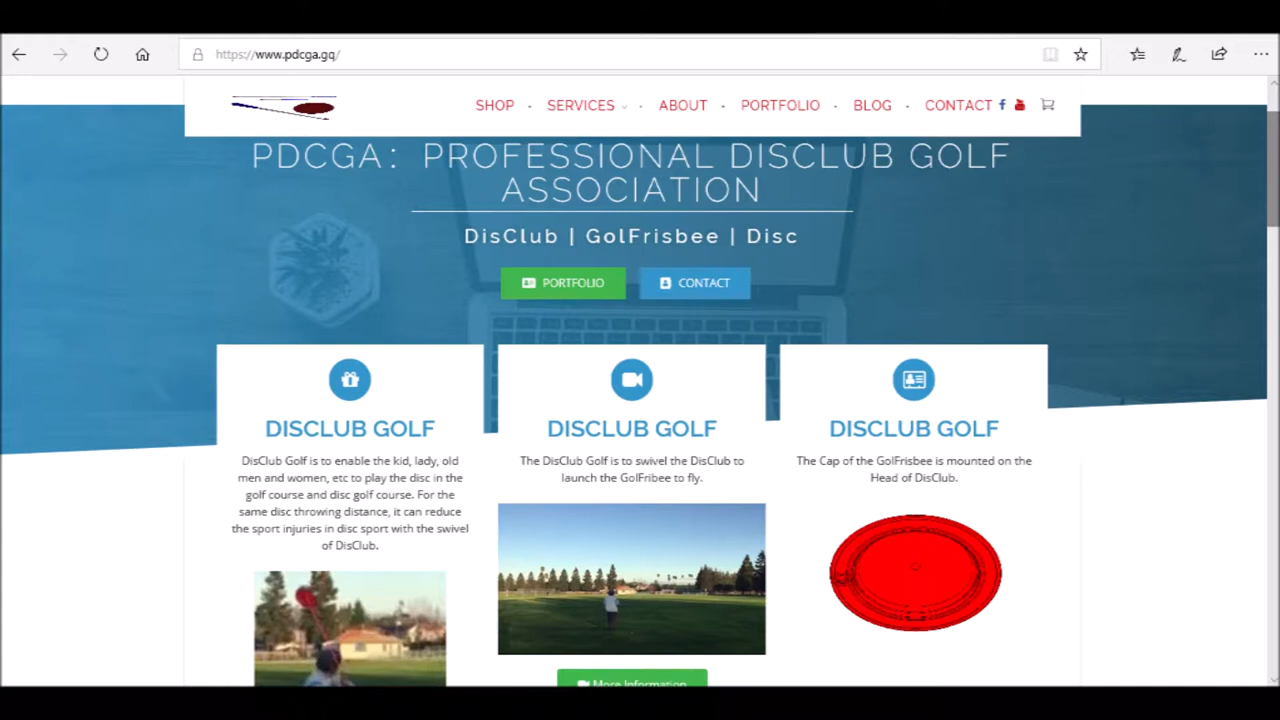 https://www.pdcga.gq/
SHOP · SERVICES · ABOUT · PORTFOLIO · BLOG · CONTACT
PDCGA: PROFESSIONAL DISCLUB GOLF
ASSOCIATION
DisClub | GolFrisbee | Disc
PORTFOLIO CONTACT
DISCLUB GOLF
DisClub Golf is to enable the kid, lady, old
men and women, etc to play the disc in the
golf course and disc golf course. For the
same disc throwing distance, it can reduce
the sport injuries in disc sport with the swivel
of DisClub.
DISCLUB GOLF
The DisClub Golf is to swivel the DisClub to
launch the GolFribee to fly.
More Information
DISCLUB GOLF
The Cap of the GolFrisbee is mounted on the
Head of DisClub.